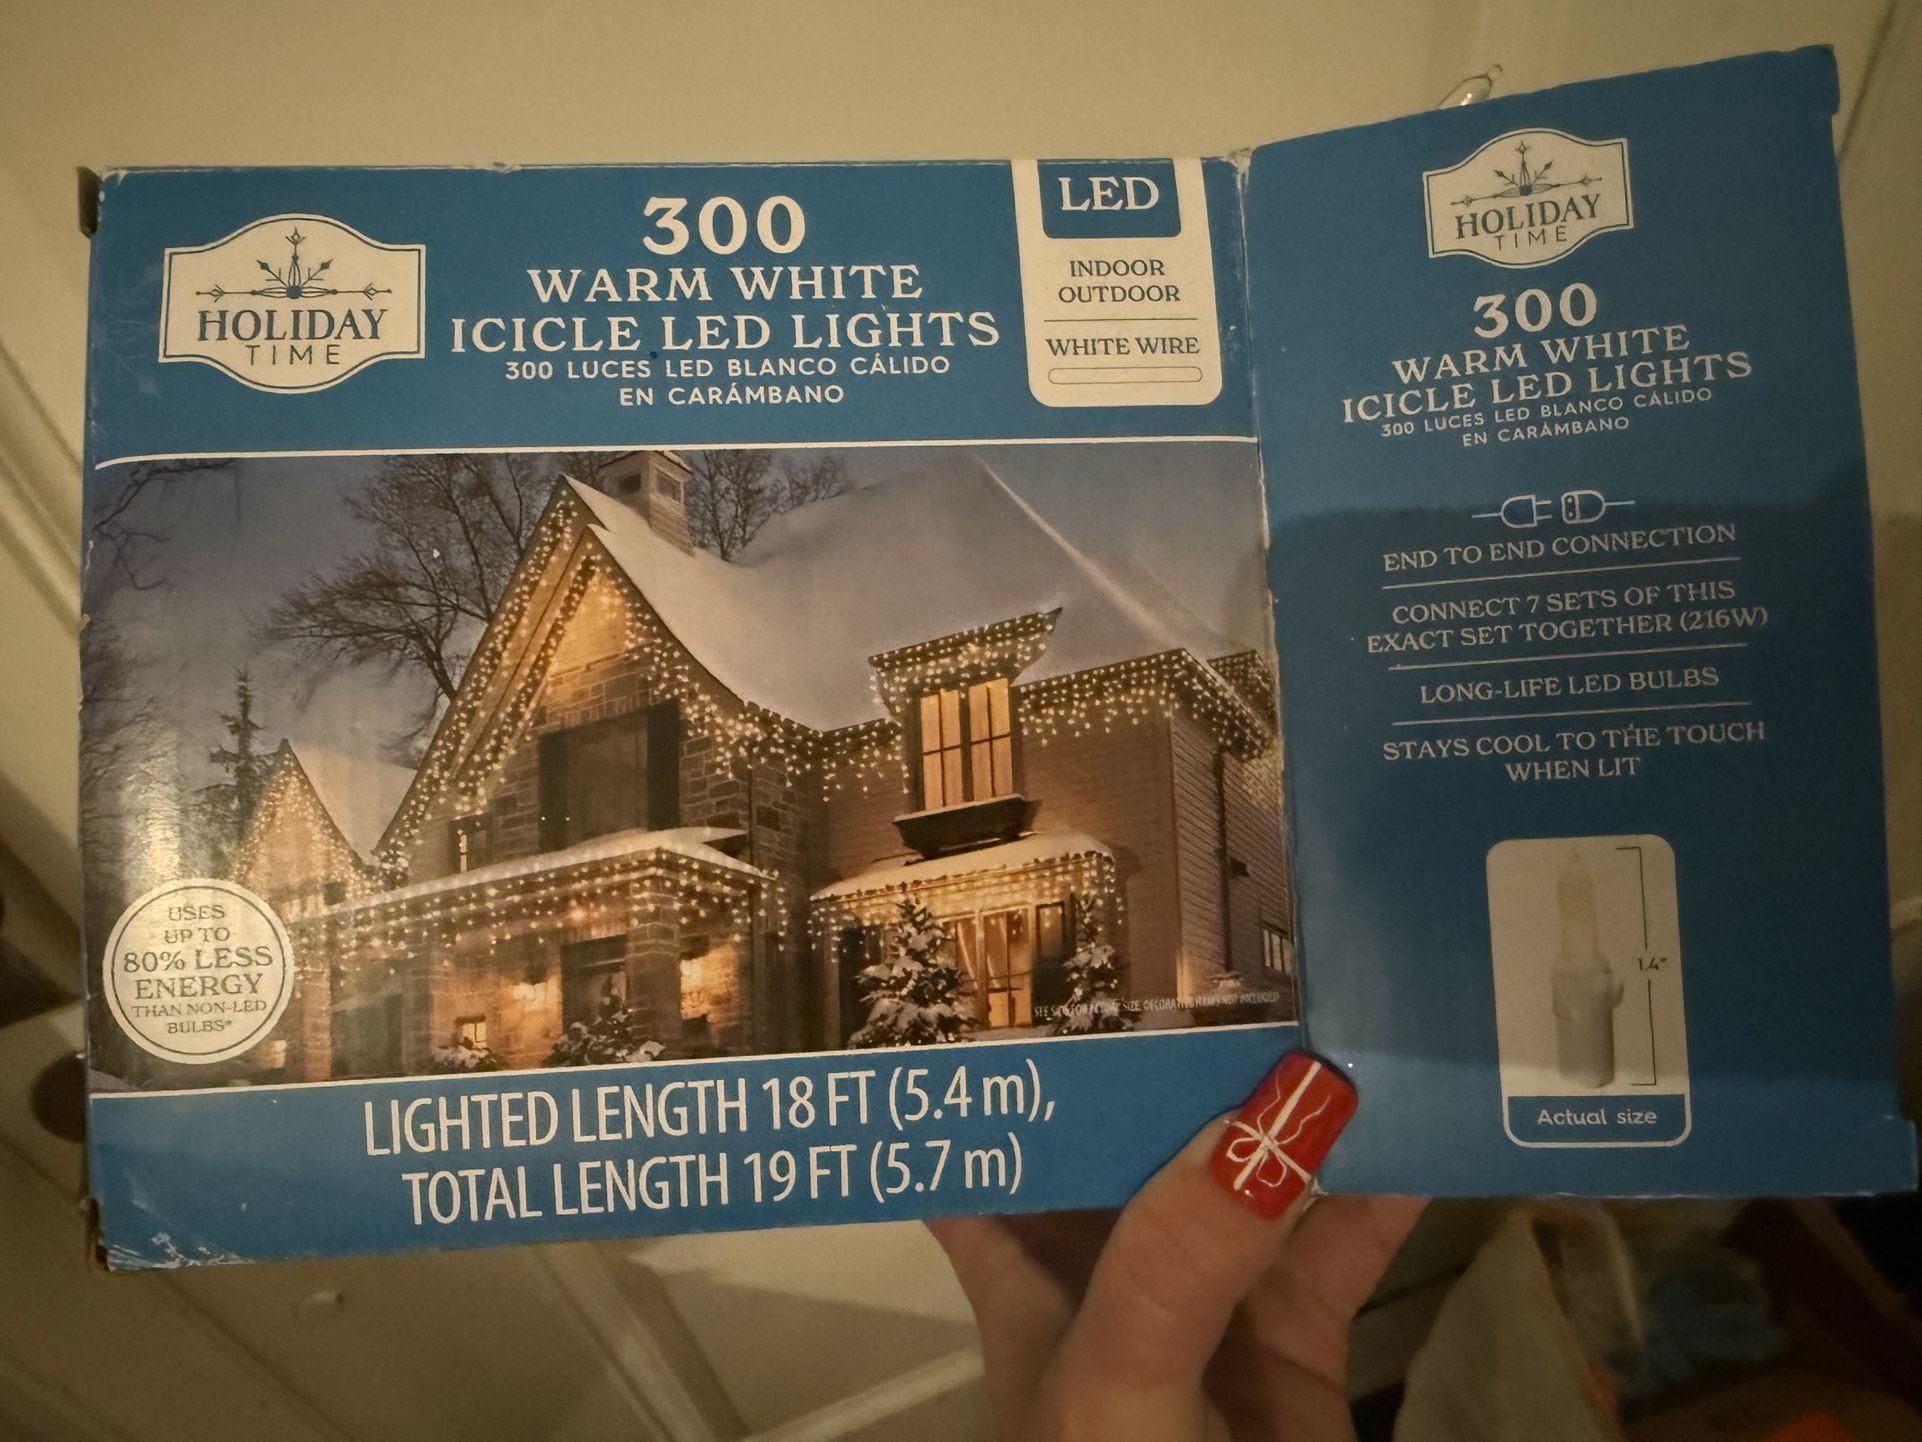 HOLIDAY
TIME
300
WARM WHITE
ICICLE LED LIGHTS
300 LUCES LED BLANCO CÁLIDO
EN CARÁMBANO
LED
INDOOR
OUTDOOR
WHITE WIRE
USES
UP TO
80% LESS
ENERGY
THAN NON-LED
BULBS*
LIGHTED LENGTH 18 FT (5.4 m),
TOTAL LENGTH 19 FT (5.7 m)
HOLIDAY
TIME
300
WARM WHITE
ICICLE LED LIGHTS
300 LUCES LED BLANCO CÁLIDO
EN CARÁMBANO
END TO END CONNECTION
CONNECT 7 SETS OF THIS
EXACT SET TOGETHER (216W)
LONG-LIFE LED BULBS
STAYS COOL TO THE TOUCH
WHEN LIT
1.4"
Actual size